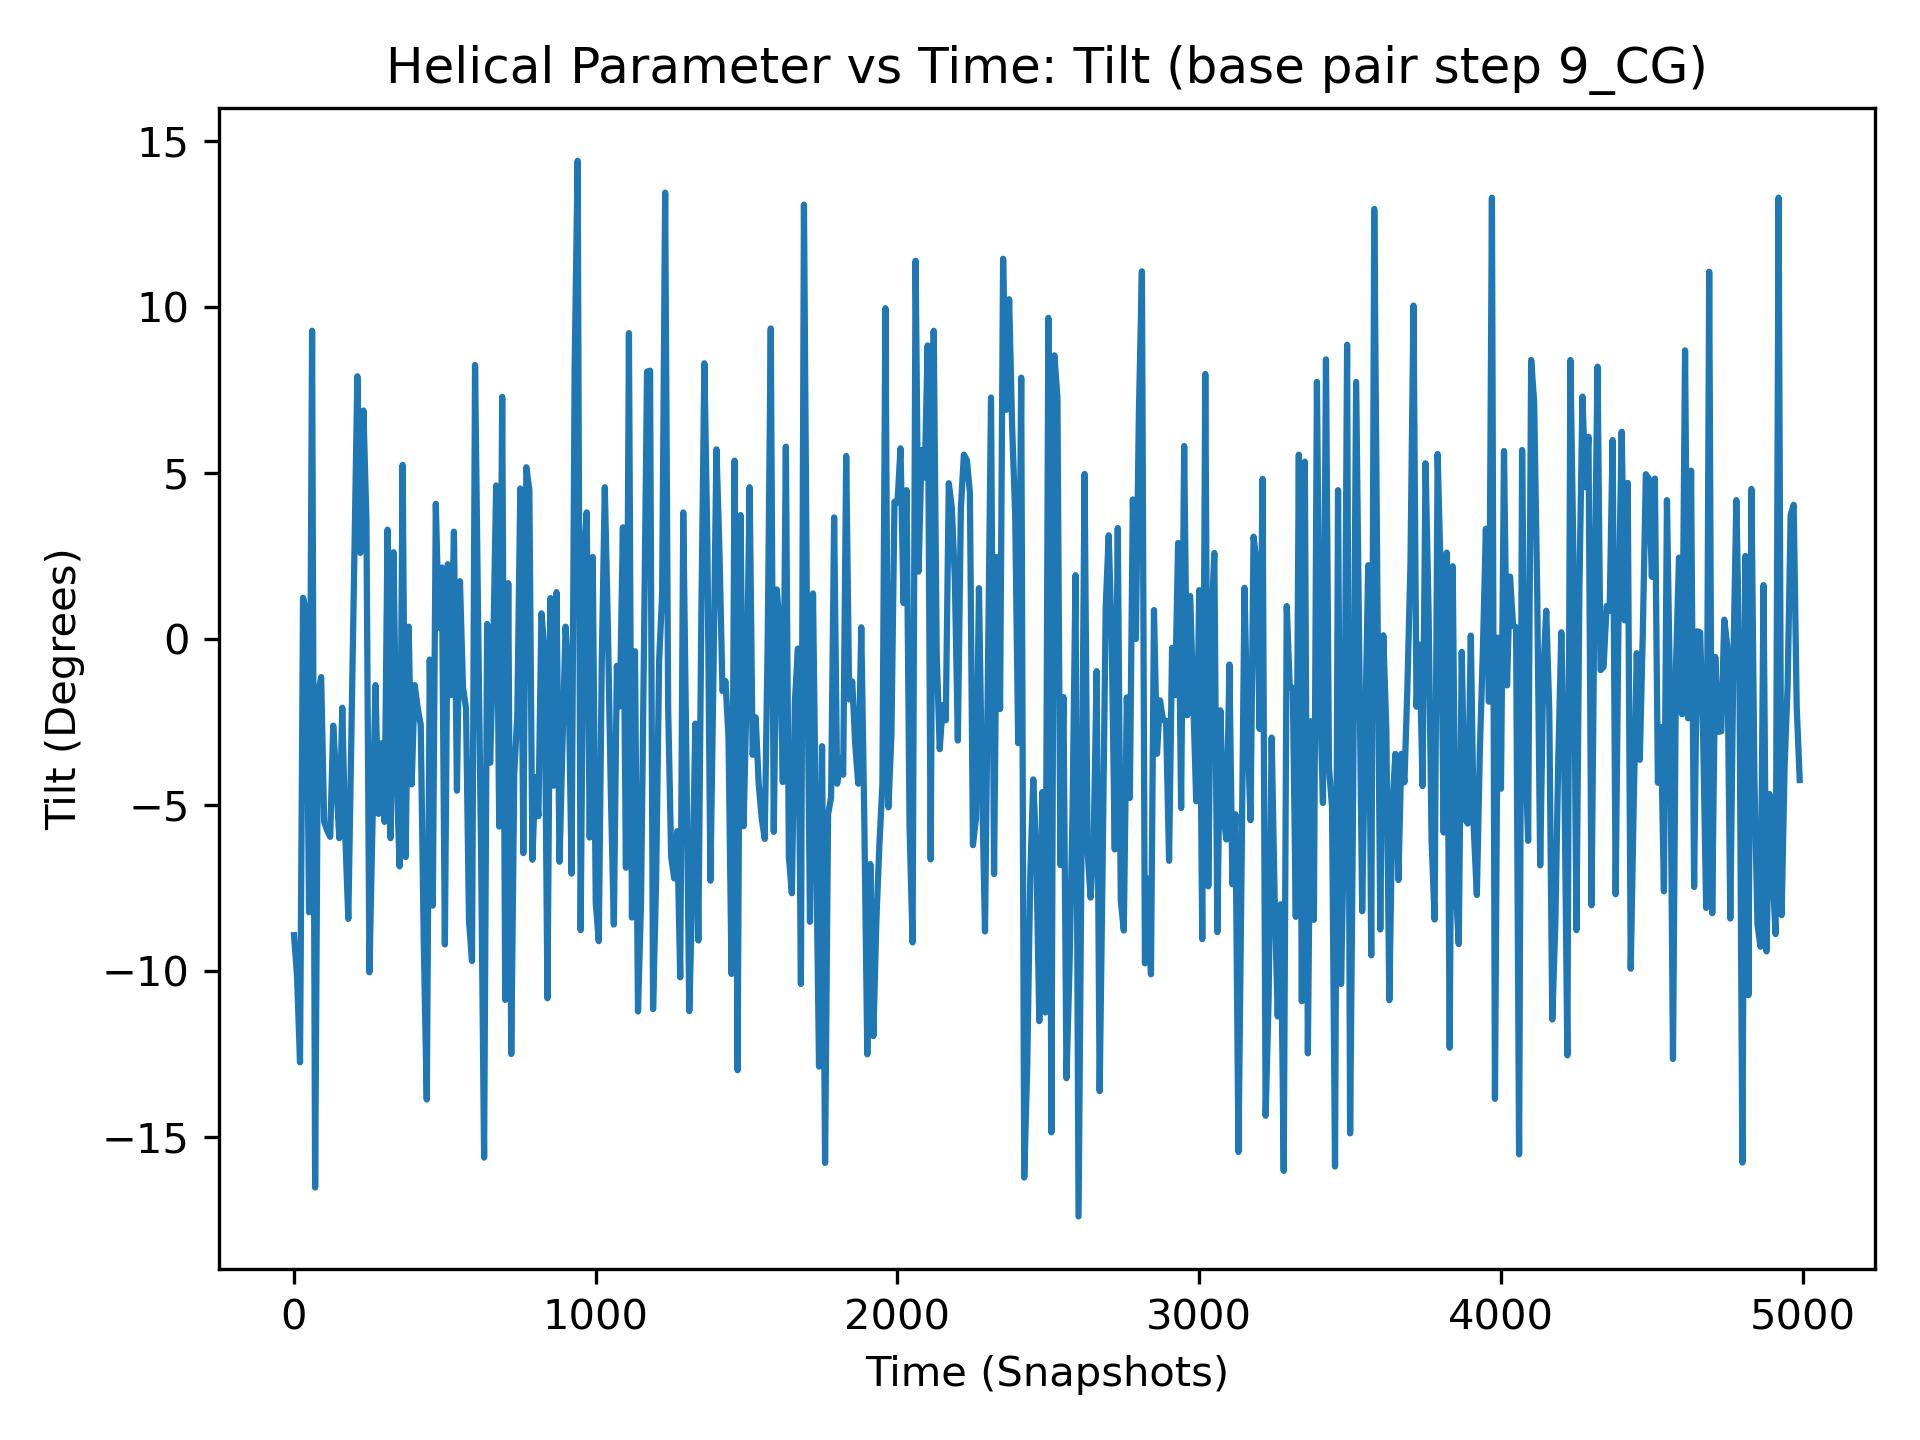 Helical Parameter vs Time: Tilt (base pair step 9_CG)
15
10
5
0
−5
−10
−15
Tilt (Degrees)
0 1000 2000 3000 4000 5000
Time (Snapshots)